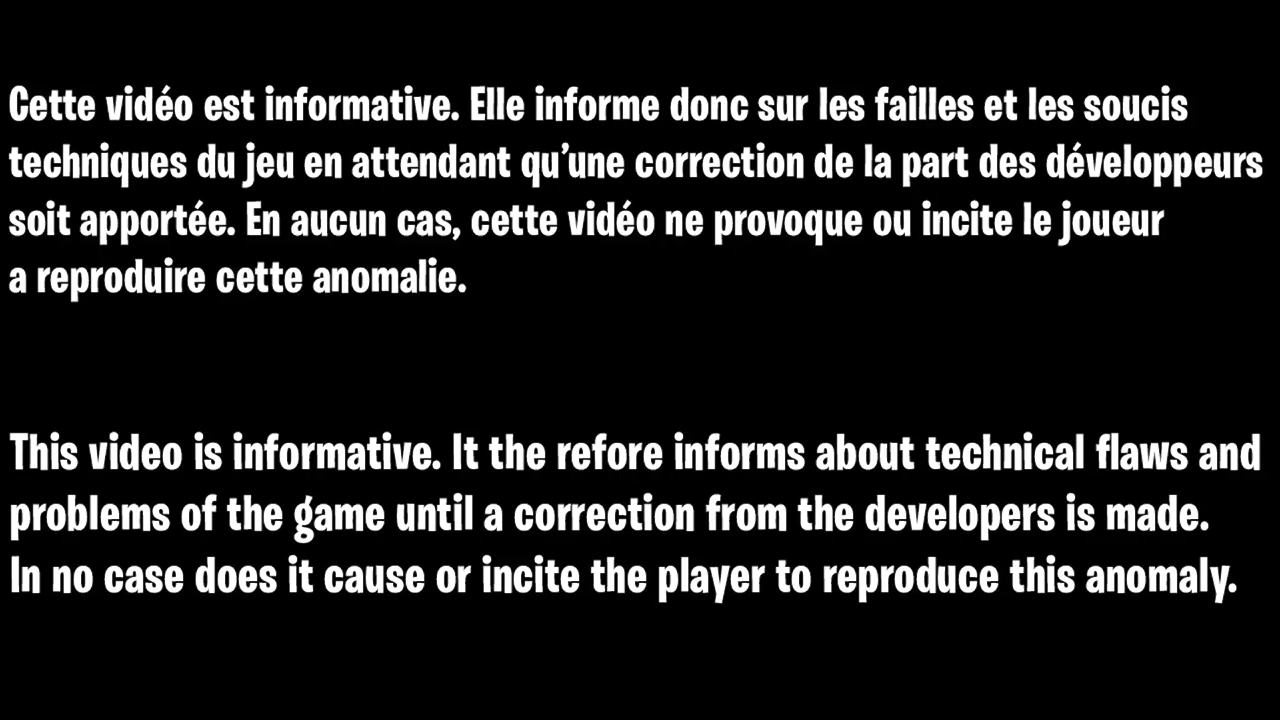 Cette vidéo est informative. Elle informe donc sur les failles et les soucis
techniques du jeu en attendant qu’une correction de la part des développeurs
soit apportée. En aucun cas, cette vidéo ne provoque ou incite le joueur
a reproduire cette anomalie.
This video is informative. It the refore informs about technical flaws and
problems of the game until a correction from the developers is made.
In no case does it cause or incite the player to reproduce this anomaly.